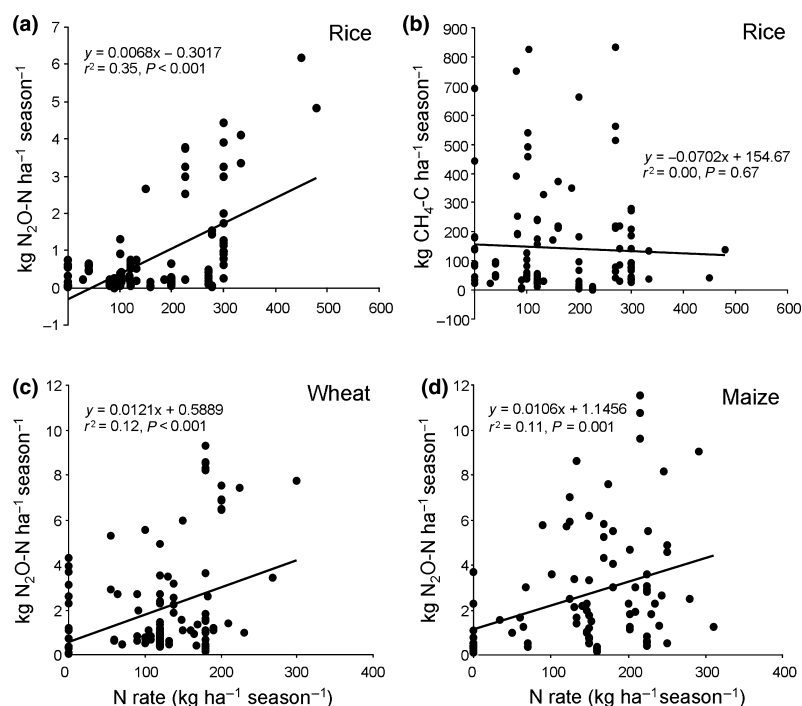 (a)
Rice
y = 0.0068x – 0.3017
r² = 0.35, P < 0.001
kg N₂O-N ha⁻¹ season⁻¹
7
6
5
4
3
2
1
0
–1
0 100 200 300 400 500 600
(b)
Rice
y = –0.0702x + 154.67
r² = 0.00, P = 0.67
kg CH₄-C ha⁻¹ season⁻¹)
900
800
700
600
500
400
300
200
100
0
–100
0 100 200 300 400 500 600
(c)
Wheat
y = 0.0121x + 0.5889
r² = 0.12, P < 0.001
kg N₂O-N ha⁻¹ season⁻¹)
12
10
8
6
4
2
0
0 100 200 300 400
N rate (kg ha⁻¹ season⁻¹)
(d)
Maize
y = 0.0106x + 1.1456
r² = 0.11, P = 0.001
kg N₂O-N ha⁻¹ season⁻¹)
12
10
8
6
4
2
0
0 100 200 300 400
N rate (kg ha⁻¹ season⁻¹)